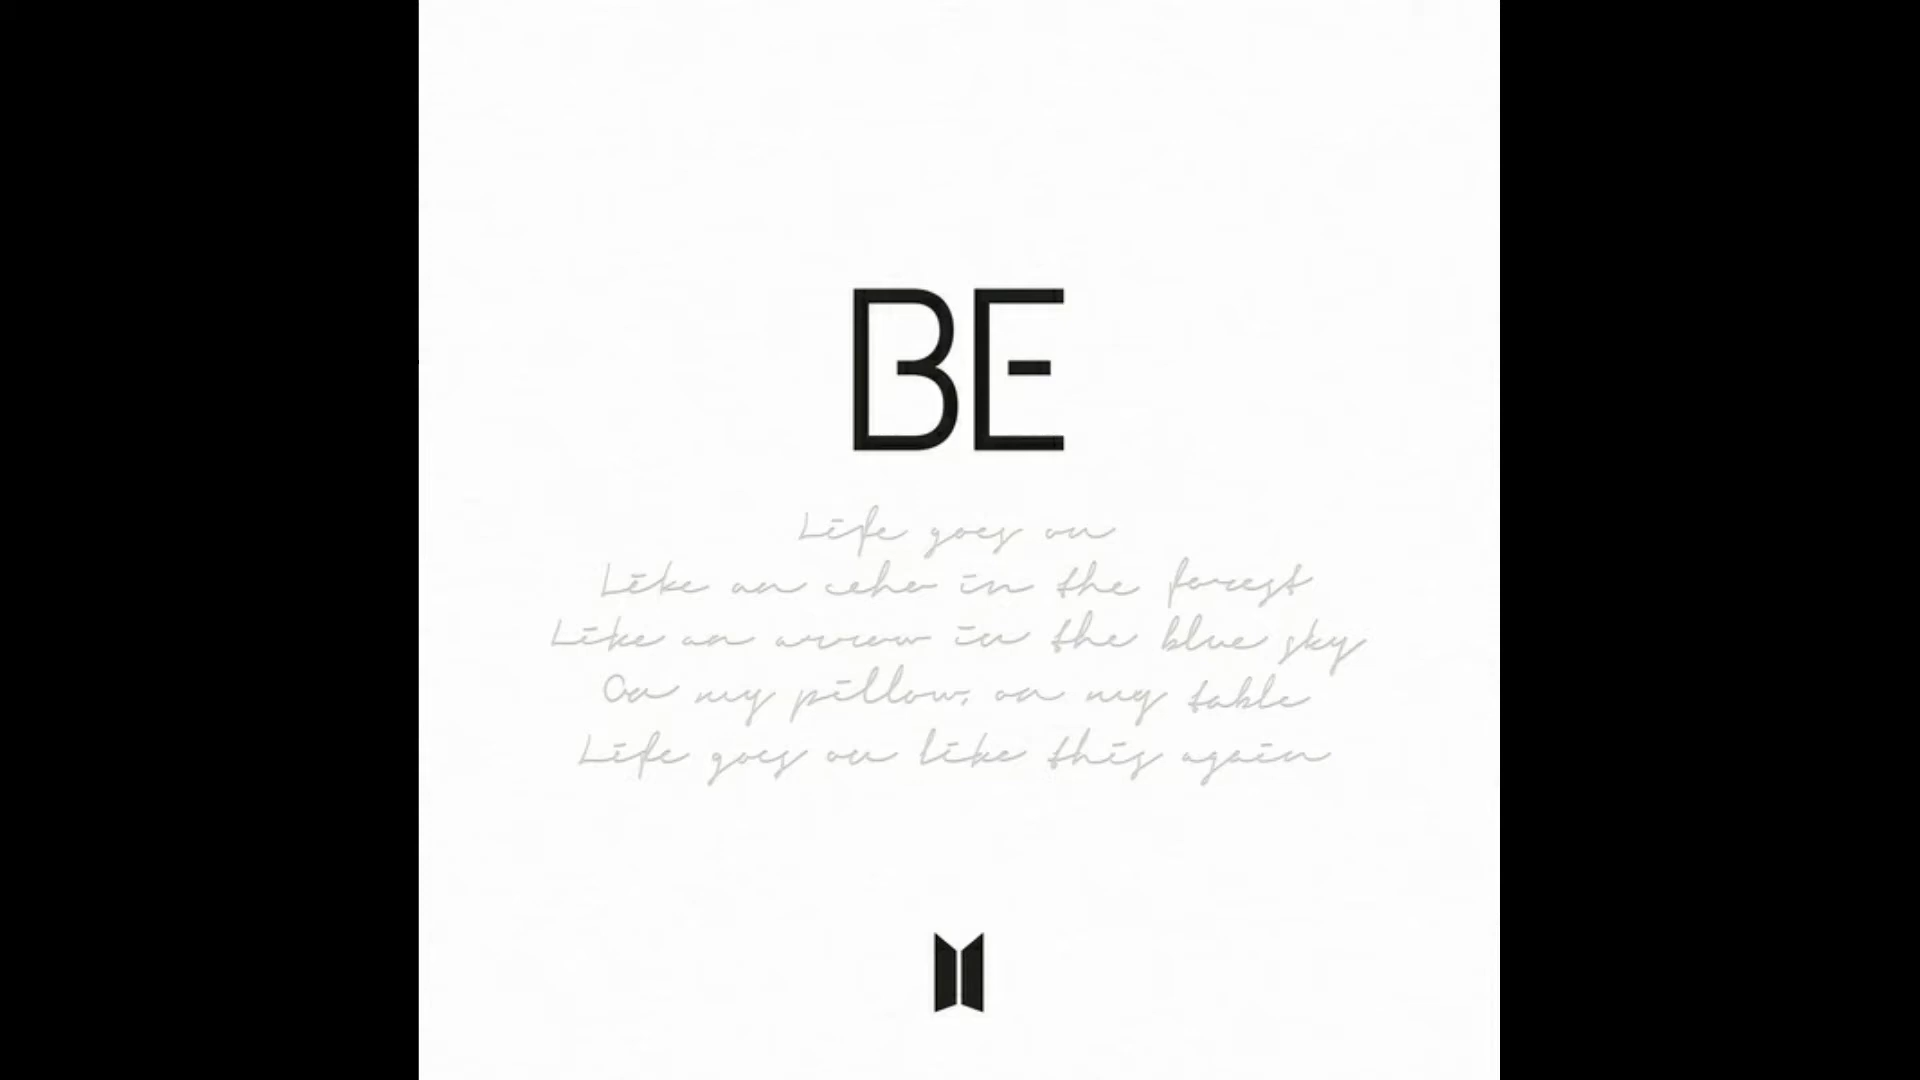 BE
Life goes on
Like an echo in the forest
Like an arrow in the blue sky
On my pillow, on my table
Life goes on like this again